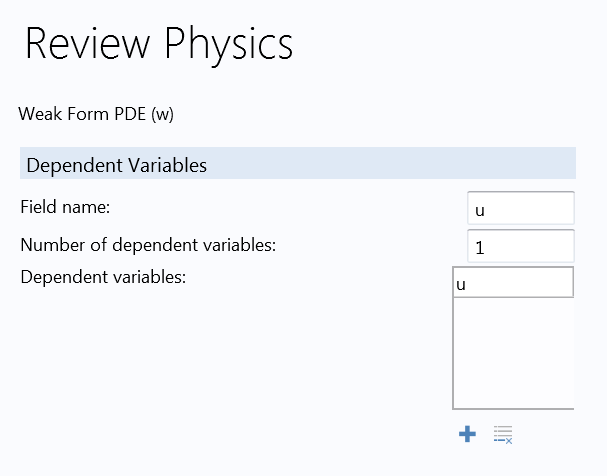 Review Physics
Weak Form PDE (w)
Dependent Variables
Field name: u
Number of dependent variables: 1
Dependent variables:
u